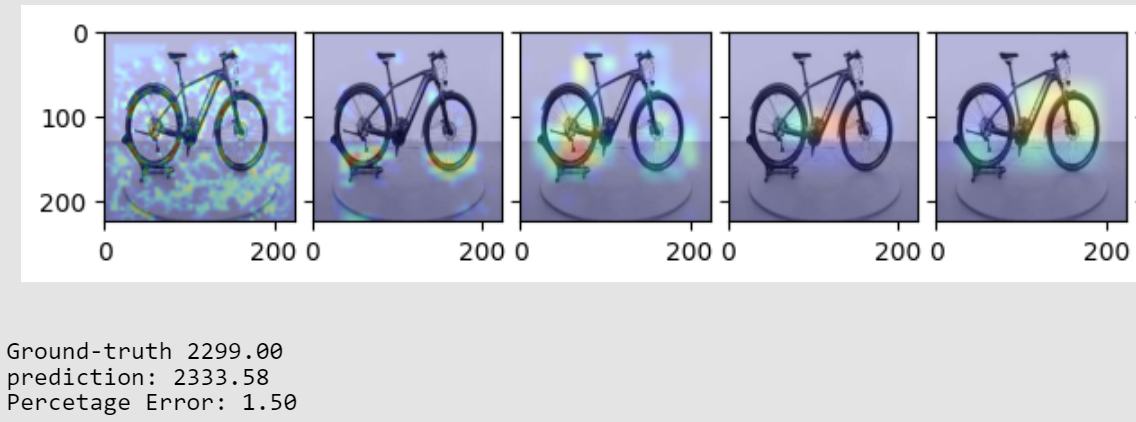 0
100
200
0 200 0 200 0 200 0 200 0 200
Ground-truth 2299.00
prediction: 2333.58
Percetage Error: 1.50